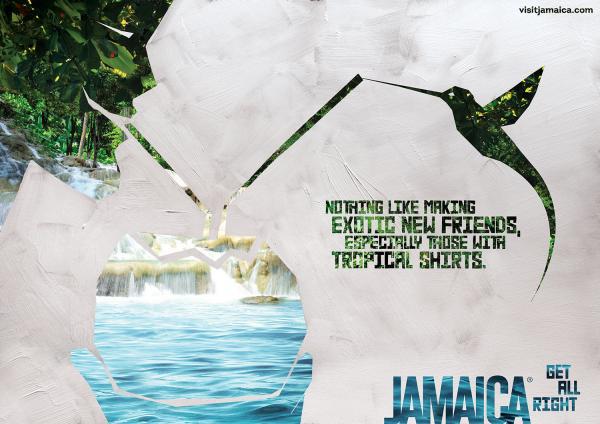 visitjamaica.com
NOTHING LIKE MAKING
EXOTIC NEW FRIENDS,
ESPECIALLY THOSE WITH
TROPICAL SHIRTS.
JAMAICA®
GET
ALL
RIGHT